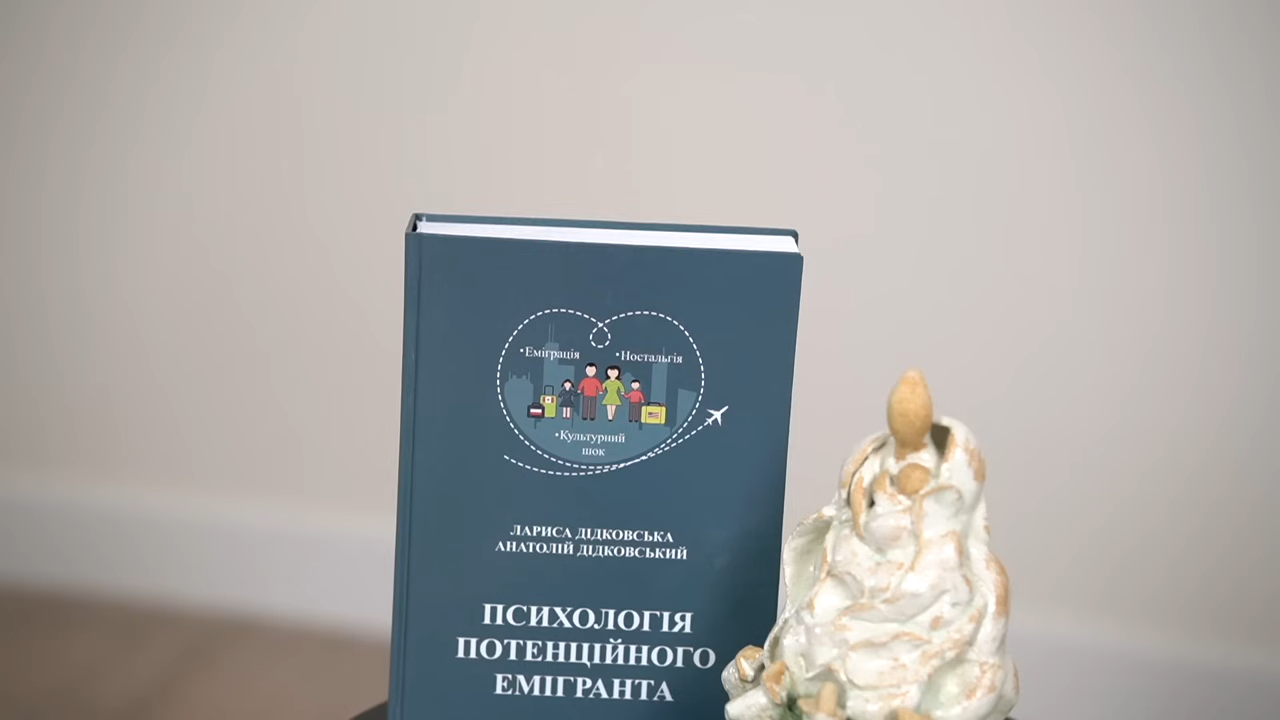 •Еміграція
•Ностальгія
•Культурний
шок
ЛАРИСА ДІДКОВСЬКА
АНАТОЛІЙ ДІДКОВСЬКИЙ
ПСИХОЛОГІЯ
ПОТЕНЦІЙНОГО
ЕМІГРАНТА